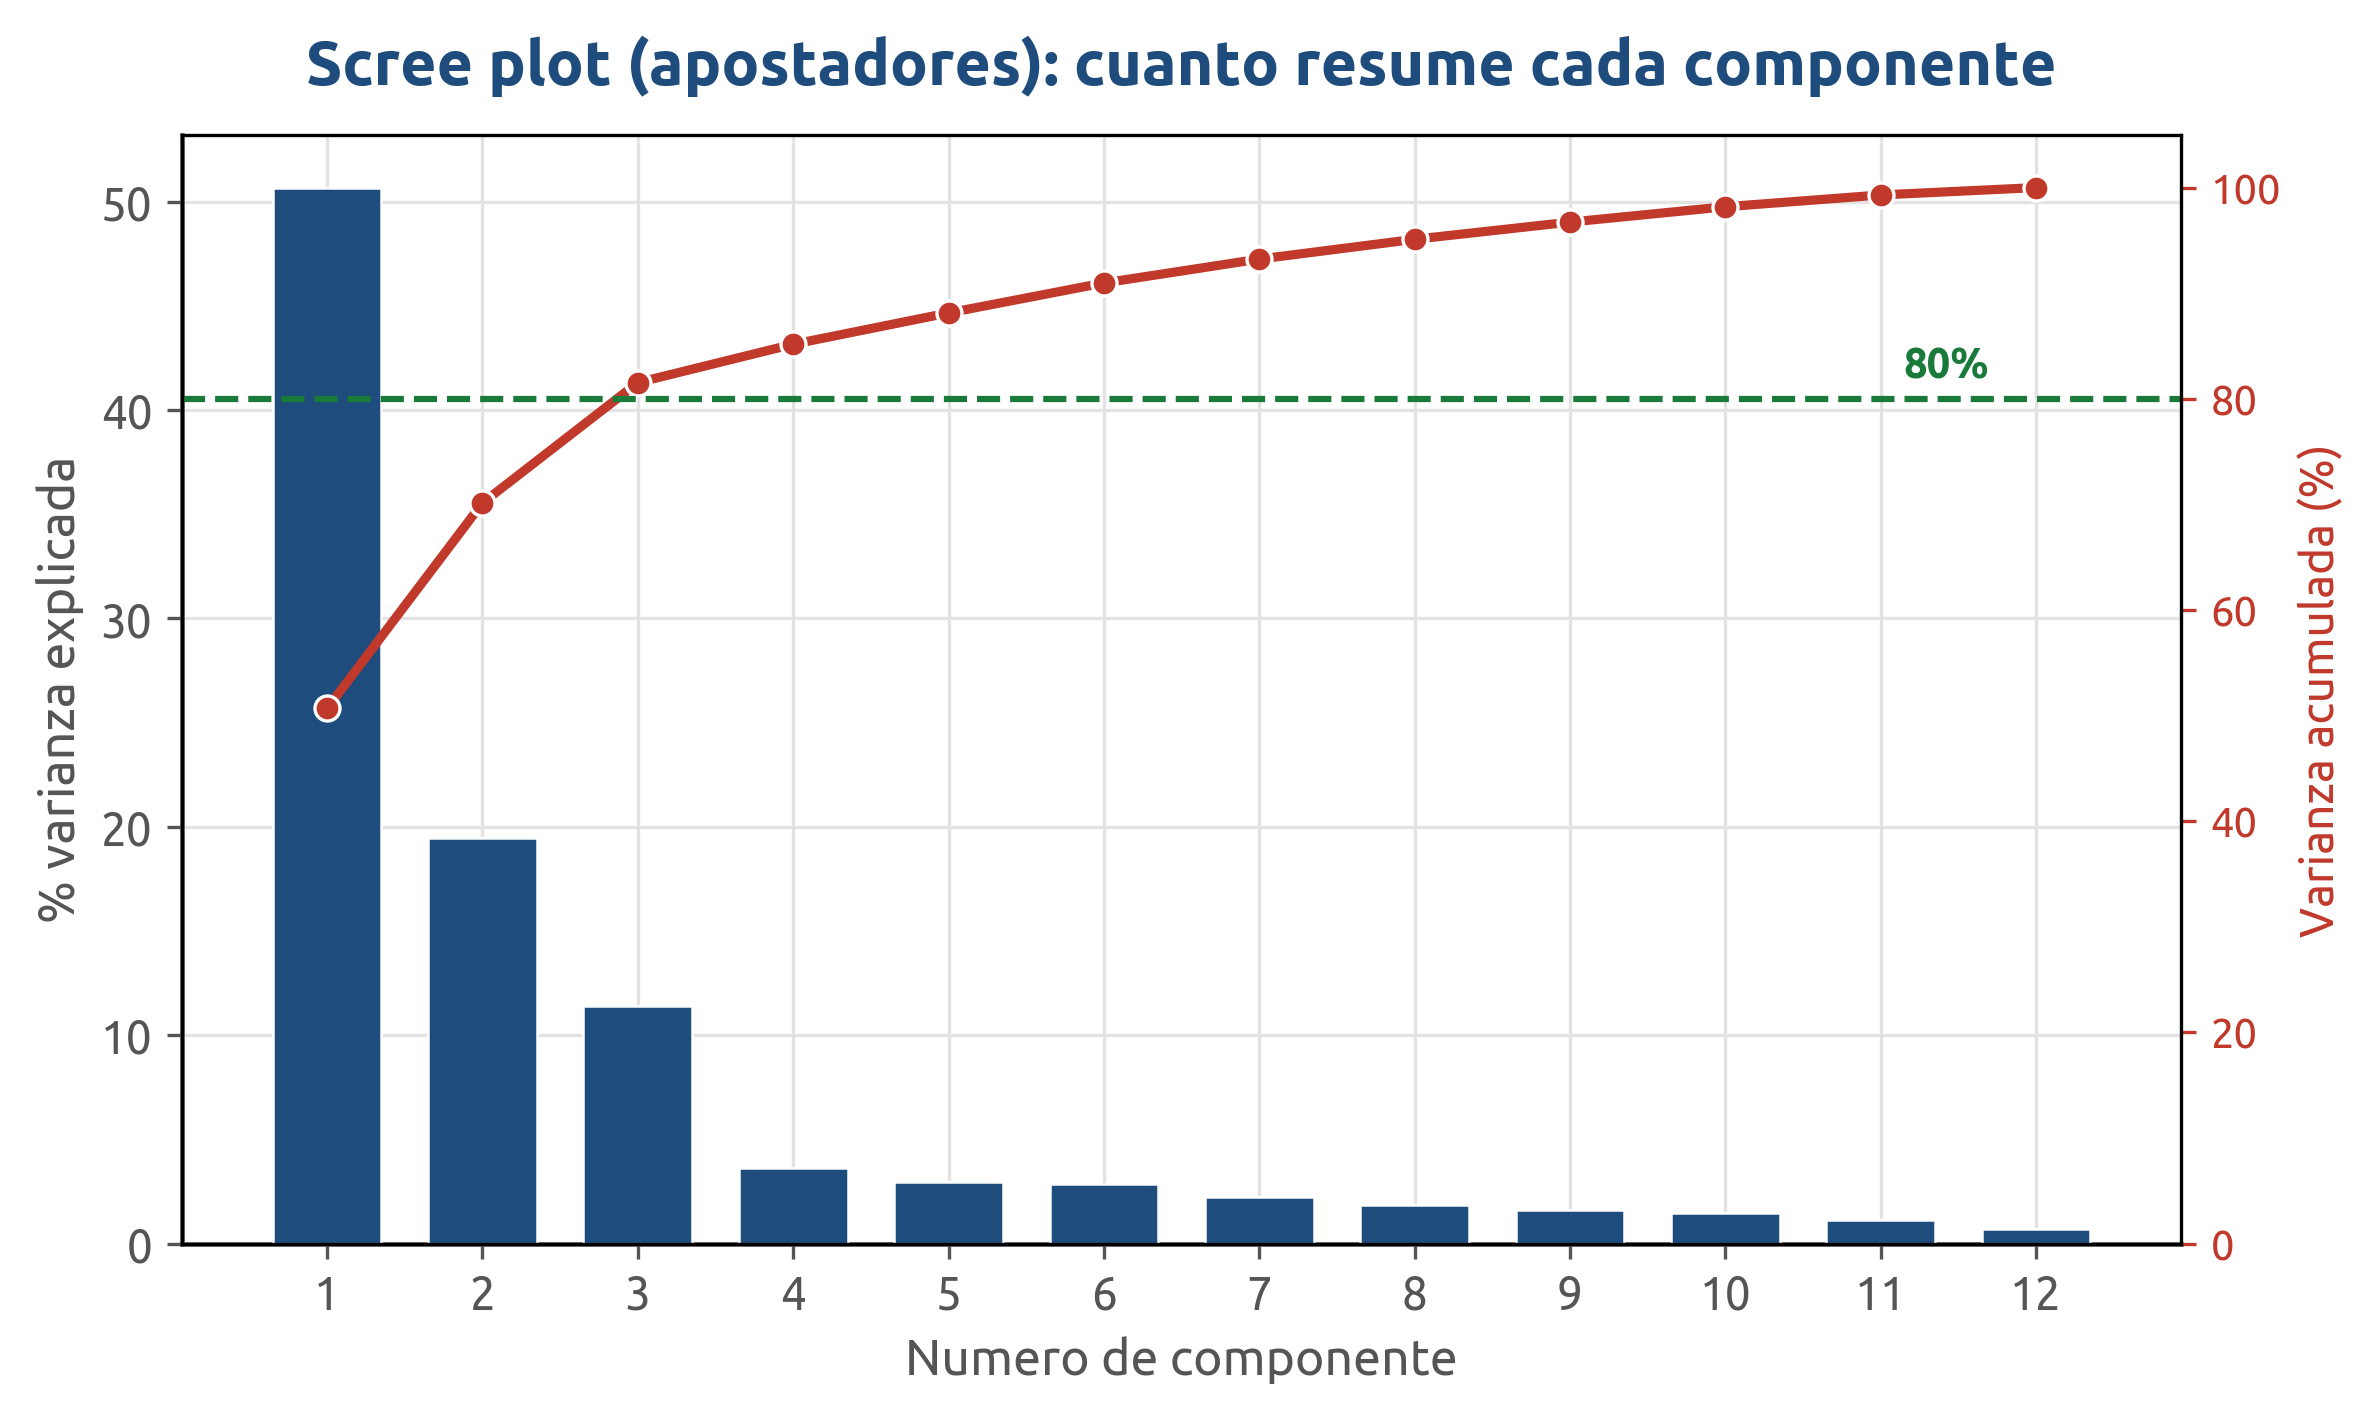 Scree plot (apostadores): cuanto resume cada componente
% varianza explicada
50
40
30
20
10
0
80%
100
80
60
40
20
0
Varianza acumulada (%)
1 2 3 4 5 6 7 8 9 10 11 12
Numero de componente